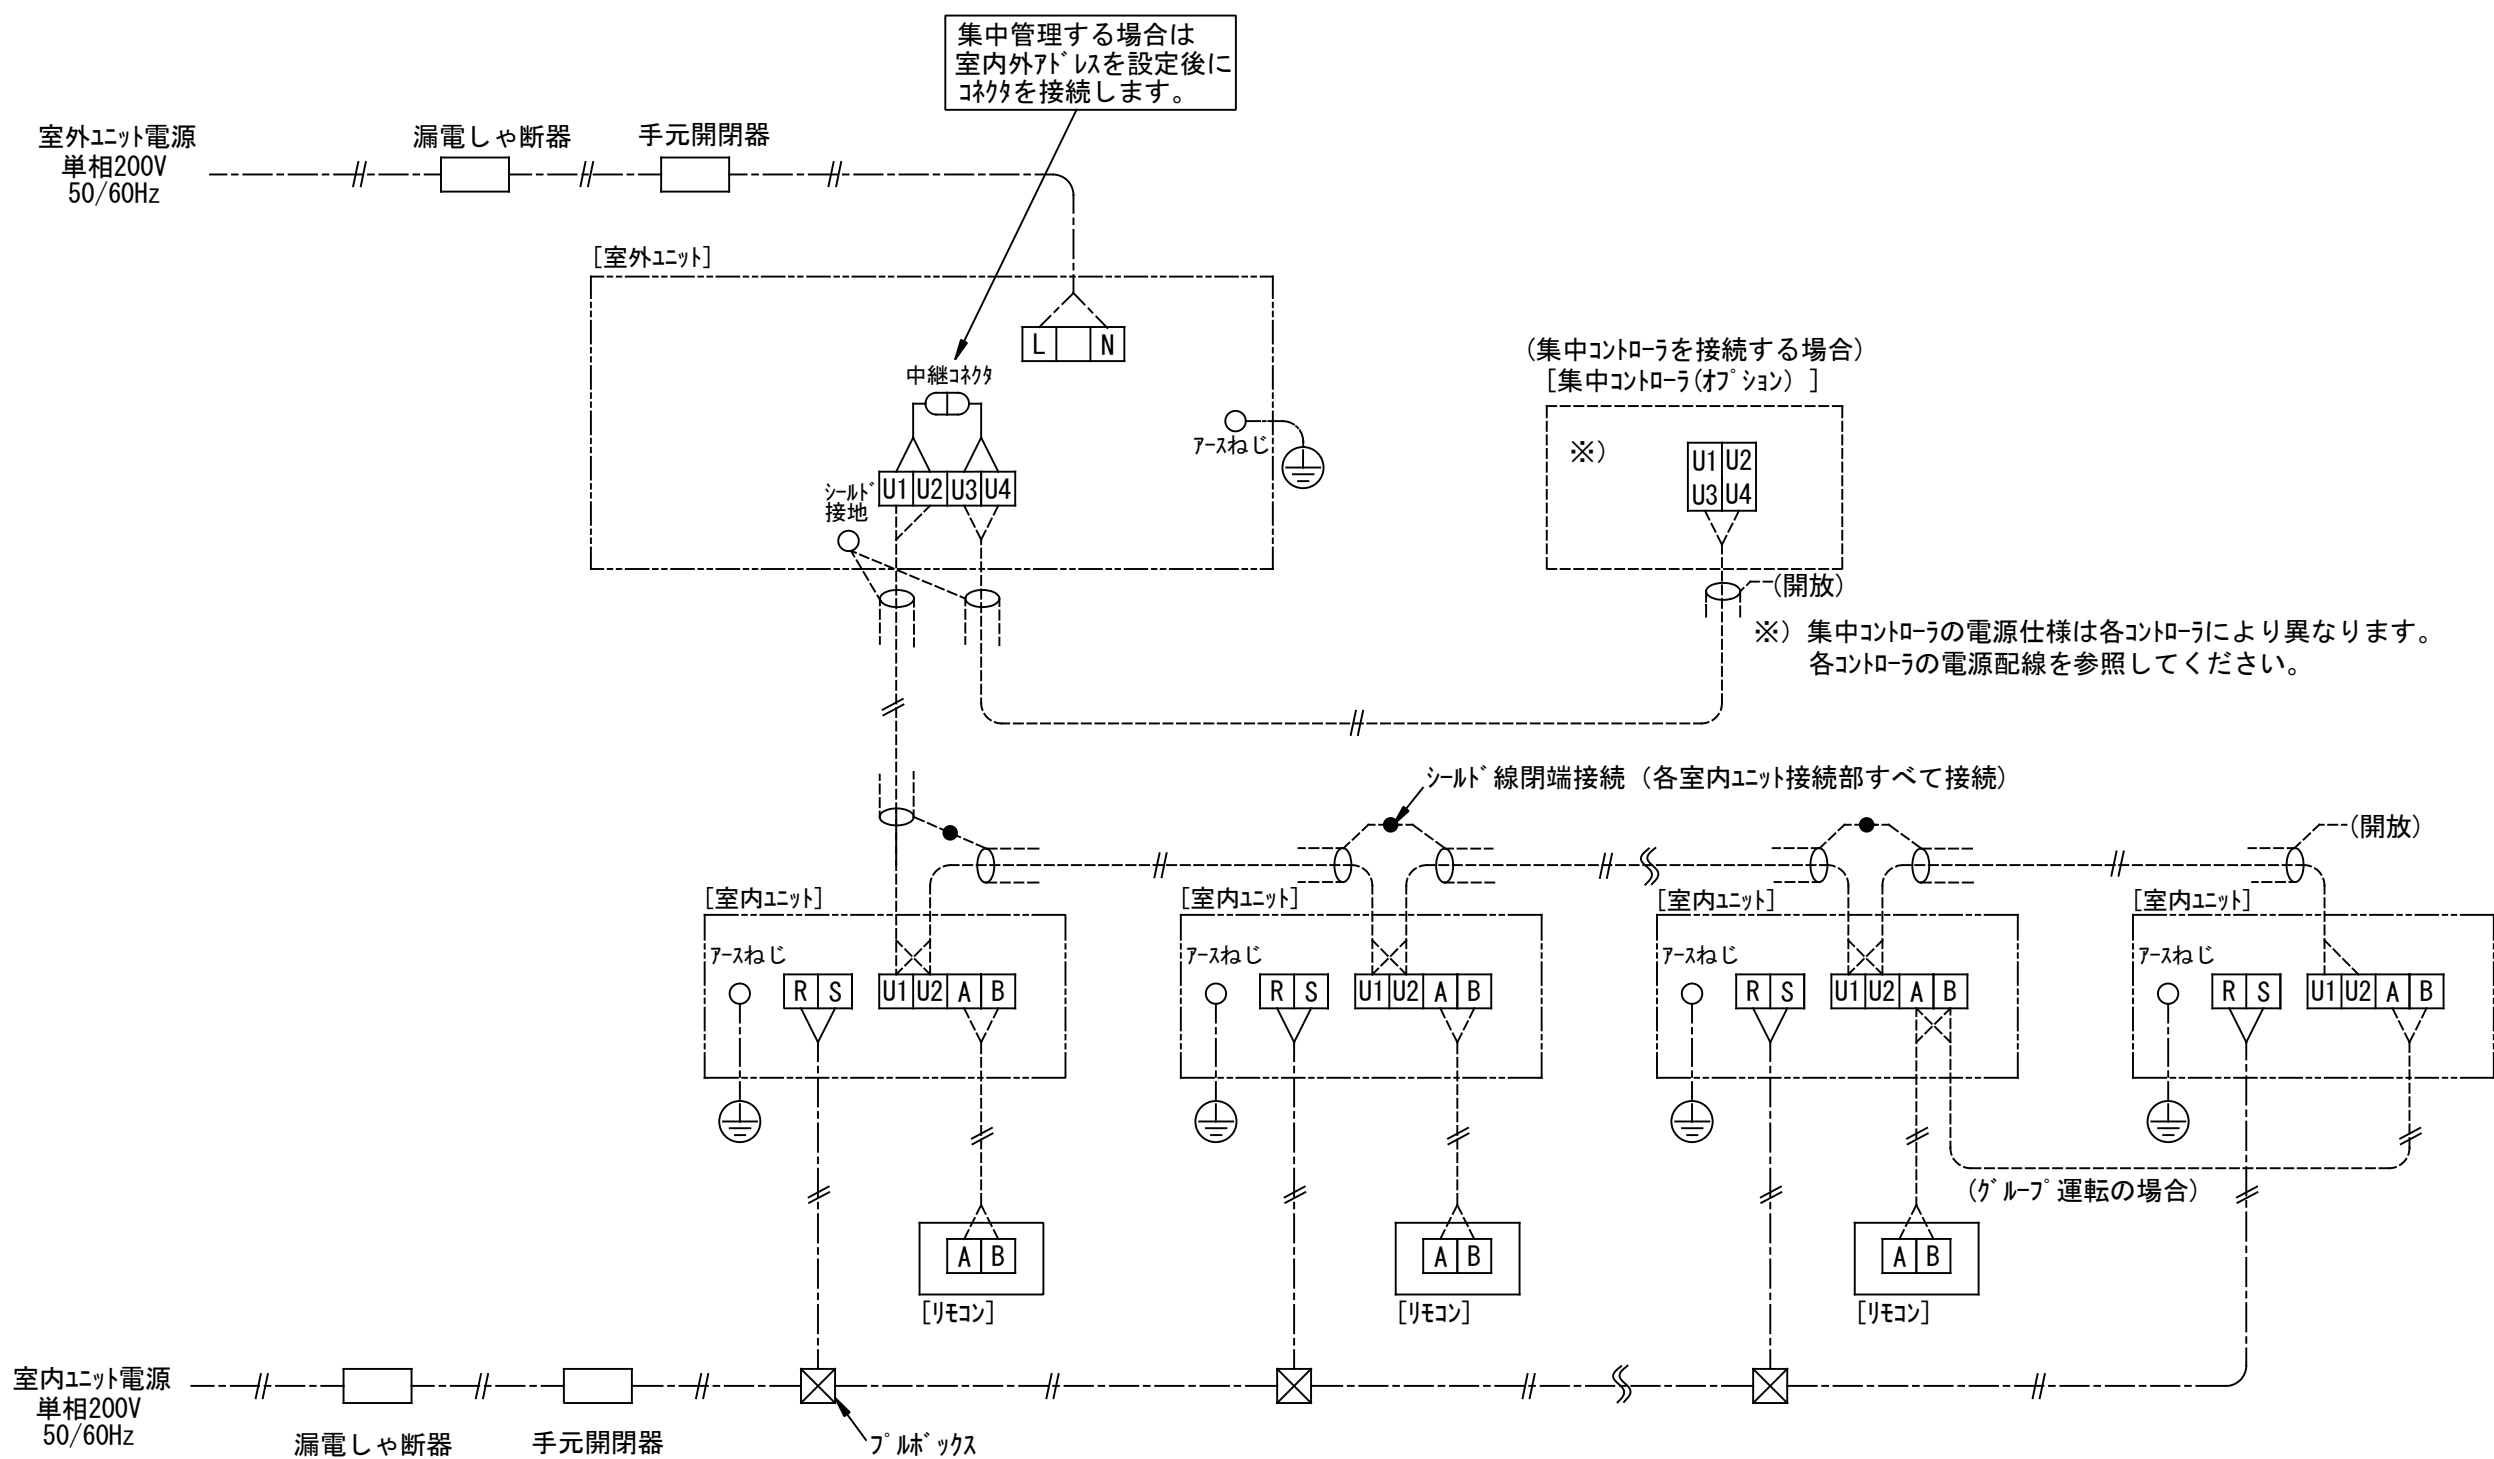 集中管理する場合は
室内外ｱﾄﾞﾚｽを設定後に
ｺﾈｸﾀを接続します。
室外ﾕﾆｯﾄ電源
単相200V
50/60Hz
漏電しゃ断器
手元開閉器
[室外ﾕﾆｯﾄ]
L N
中継ｺﾈｸﾀ
ｱｰｽねじ
ｼｰﾙﾄﾞ
接地
U1 U2 U3 U4
(集中ｺﾝﾄﾛｰﾗを接続する場合)
[集中ｺﾝﾄﾛｰﾗ(ｵﾌﾟｼｮﾝ) ]
※)
U1 U2
U3 U4
(開放)
※) 集中ｺﾝﾄﾛｰﾗの電源仕様は各ｺﾝﾄﾛｰﾗにより異なります。
各ｺﾝﾄﾛｰﾗの電源配線を参照してください。
ｼｰﾙﾄﾞ線閉端接続 (各室内ﾕﾆｯﾄ接続部すべて接続)
(開放)
[室内ﾕﾆｯﾄ]
ｱｰｽねじ
R S
U1 U2 A B
A B
[ﾘﾓｺﾝ]
[室内ﾕﾆｯﾄ]
ｱｰｽねじ
R S
U1 U2 A B
A B
[ﾘﾓｺﾝ]
[室内ﾕﾆｯﾄ]
ｱｰｽねじ
R S
U1 U2 A B
A B
[ﾘﾓｺﾝ]
[室内ﾕﾆｯﾄ]
ｱｰｽねじ
R S
U1 U2 A B
(ｸﾞﾙｰﾌﾟ運転の場合)
室内ﾕﾆｯﾄ電源
単相200V
50/60Hz
漏電しゃ断器
手元開閉器
ﾌﾟﾙﾎﾞｯｸｽ